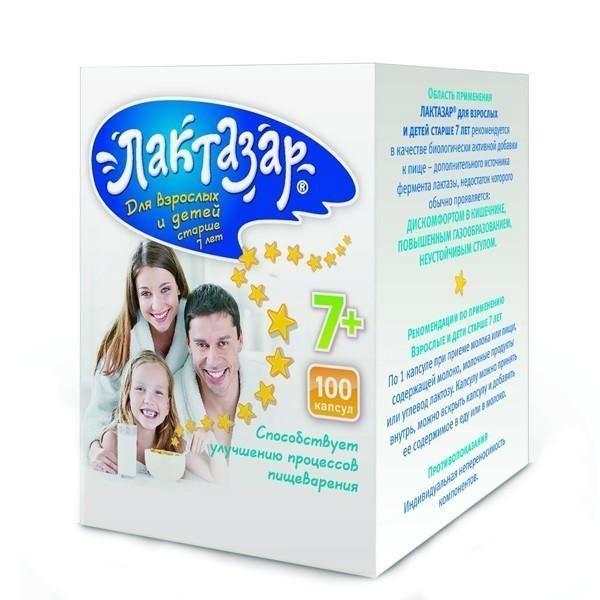 Лактазар®
Для взрослых
и детей
старше
7 лет
7+
100
капсул
Способствует
улучшению процессов
пищеварения
Область применения
ЛАКТАЗАР® ДЛЯ ВЗРОСЛЫХ
И ДЕТЕЙ СТАРШЕ 7 ЛЕТ рекомендуется
в качестве биологически активной добавки
к пище – дополнительного источника
фермента лактазы, недостаток которого
обычно проявляется:
ДИСКОМФОРТОМ В КИШЕЧНИКЕ,
ПОВЫШЕННЫМ ГАЗООБРАЗОВАНИЕМ,
НЕУСТОЙЧИВЫМ СТУЛОМ.
Рекомендации по применению
Взрослые и дети старше 7 лет
По 1 капсуле при приеме молока или пищи,
содержащей молоко, молочные продукты
или углевод лактозу. Капсулу можно принять
внутрь, можно вскрыть капсулу и добавить
ее содержимое в еду или в молоко.
Противопоказания
Индивидуальная непереносимость
компонентов.